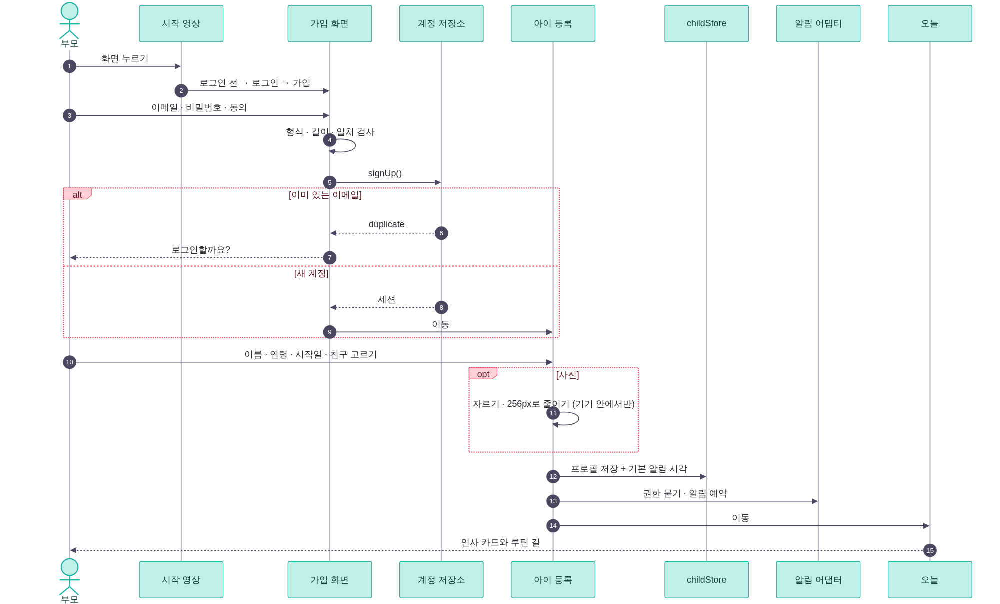 부모
시작 영상
가입 화면
계정 저장소
아이 등록
childStore
알림 어댑터
오늘
화면 누르기
1
로그인 전 → 로그인 → 가입
2
이메일 · 비밀번호 · 동의
3
형식 · 길이 · 일치 검사
4
signUp()
5
alt
[이미 있는 이메일]
duplicate
6
로그인할까요?
7
[새 계정]
세션
8
이동
9
이름 · 연령 · 시작일 · 친구 고르기
10
opt
[사진]
자르기 · 256px로 줄이기 (기기 안에서만)
11
프로필 저장 + 기본 알림 시각
12
권한 묻기 · 알림 예약
13
이동
14
인사 카드와 루틴 길
15
부모
시작 영상
가입 화면
계정 저장소
아이 등록
childStore
알림 어댑터
오늘